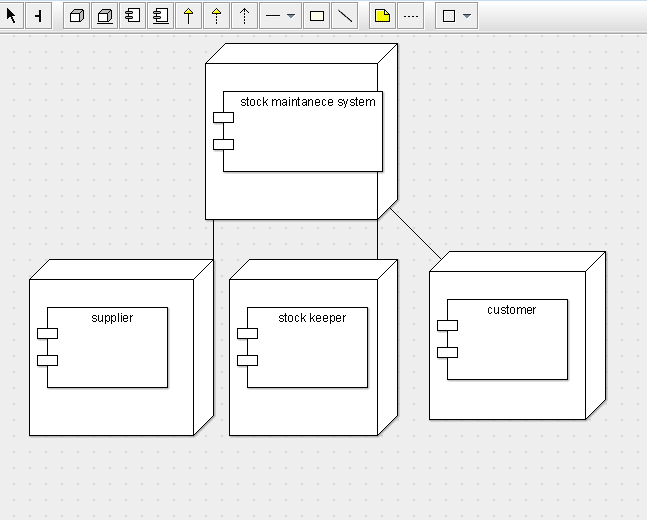 stock maintanece system
supplier
stock keeper
customer